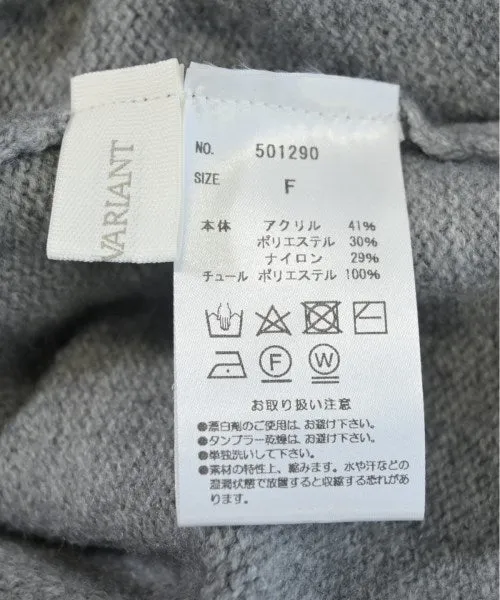 VARIANT
NO. 501290
SIZE F
本体 アクリル 41%
ポリエステル 30%
ナイロン 29%
チュール ポリエステル 100%
F W
お取り扱い注意
●漂白剤のご使用は、お避け下さい。
●タンブラー乾燥は、お避け下さい。
●単独洗いして下さい。
●素材の特性上、縮みます。水や汗などの
湿潤状態で放置すると収縮する恐れがあ
ります。